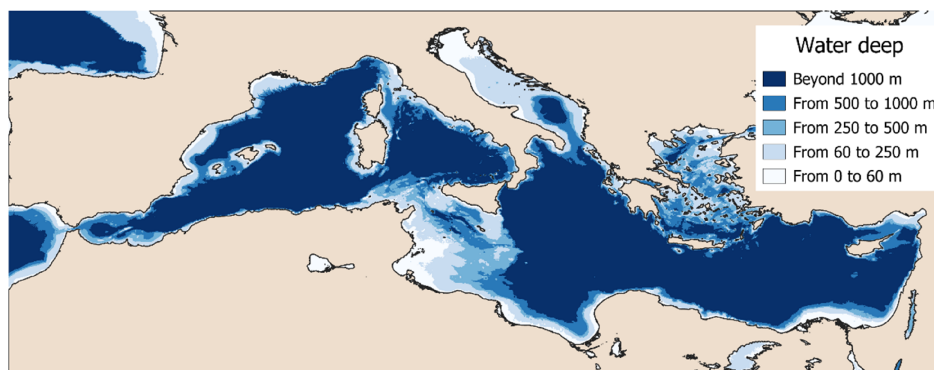 Water deep
Beyond 1000 m
From 500 to 1000 m
From 250 to 500 m
From 60 to 250 m
From 0 to 60 m